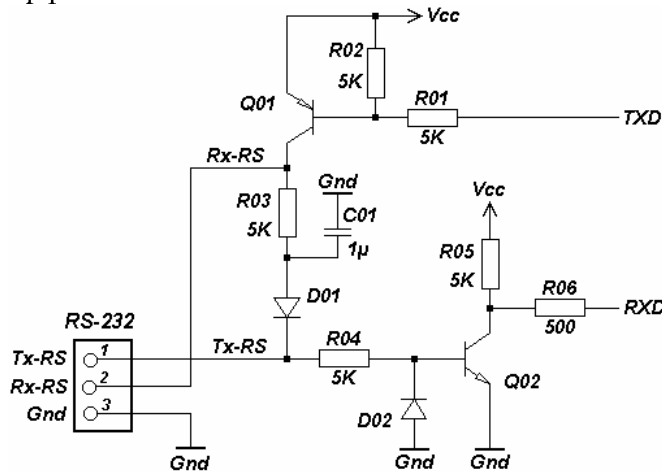 Vcc
R02
5K
Q01
R01
5K
TXD
Rx-RS
Gnd
Vcc
R03
5K
C01
1µ
R05
5K
R06
500
RXD
D01
RS-232
Tx-RS
1
Tx-RS
R04
5K
Rx-RS
2
Q02
Gnd
3
D02
Gnd
Gnd
Gnd